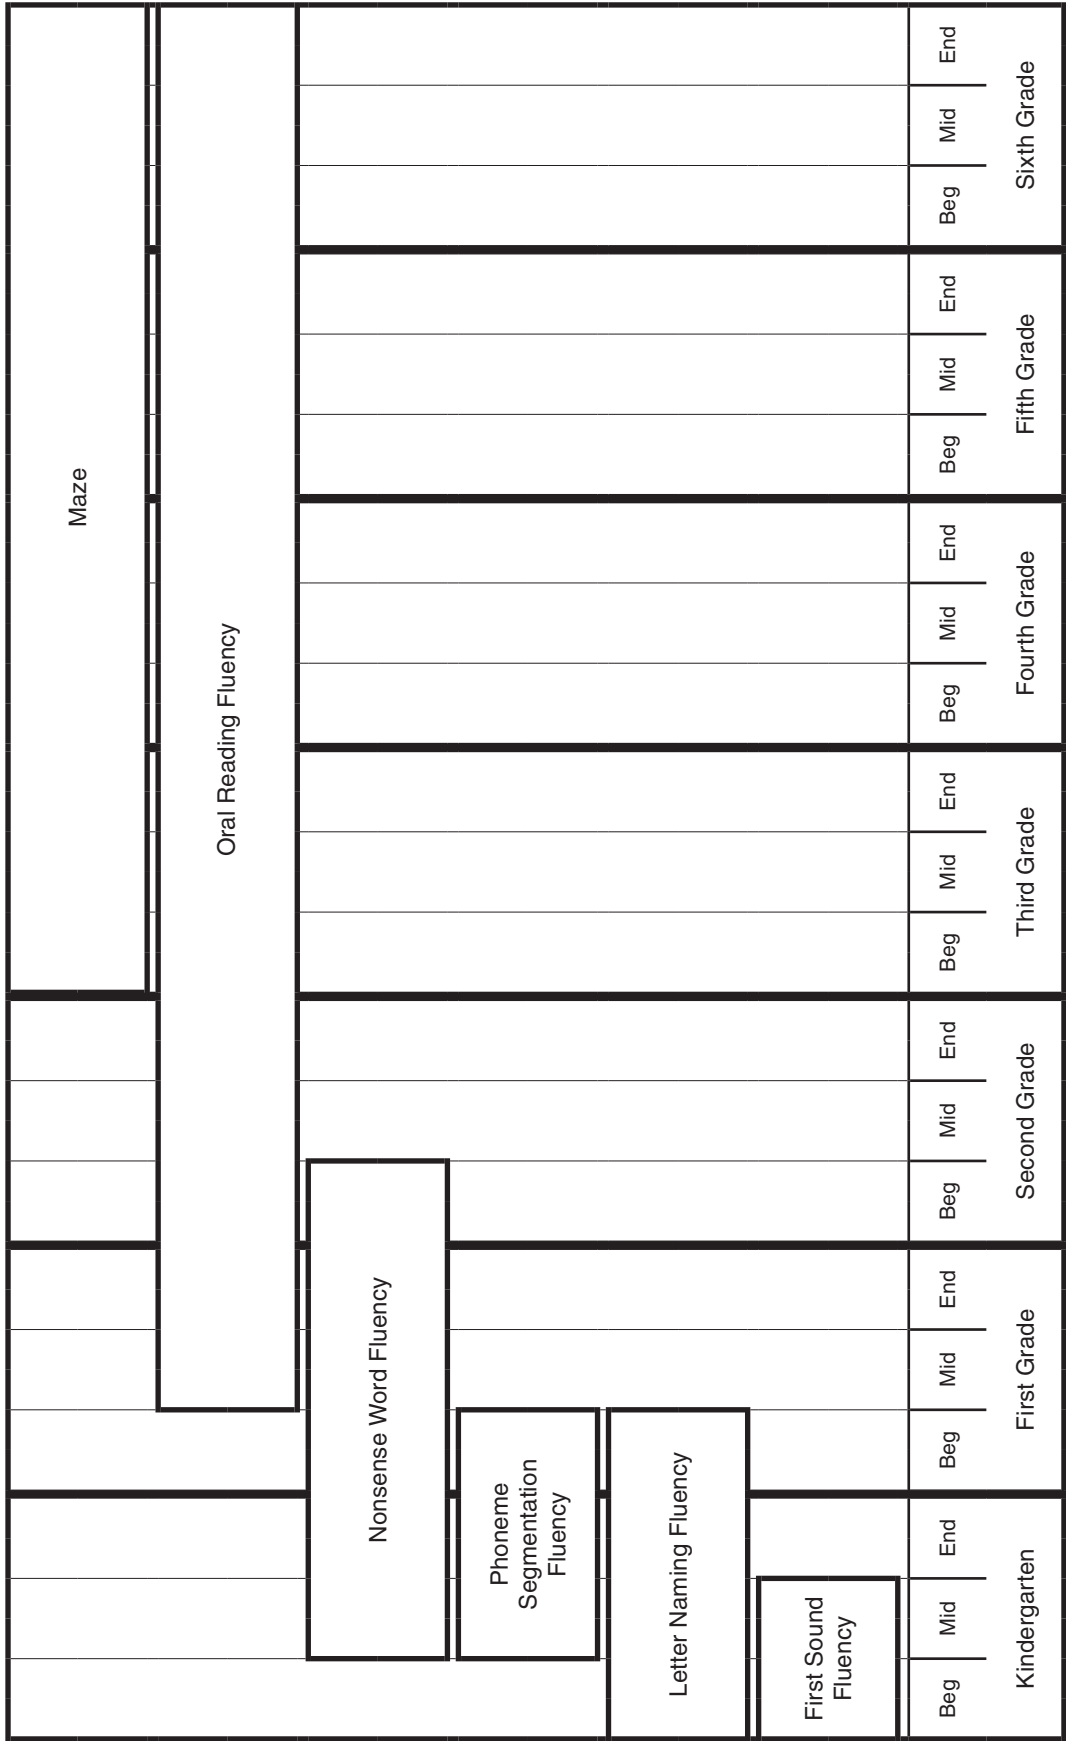 Maze
Oral Reading Fluency
Nonsense Word Fluency
Phoneme
Segmentation
Fluency
Letter Naming Fluency
First Sound
Fluency
Beg Mid End Beg Mid End Beg Mid End Beg Mid End Beg Mid End Beg Mid End Beg Mid End
Kindergarten First Grade Second Grade Third Grade Fourth Grade Fifth Grade Sixth Grade